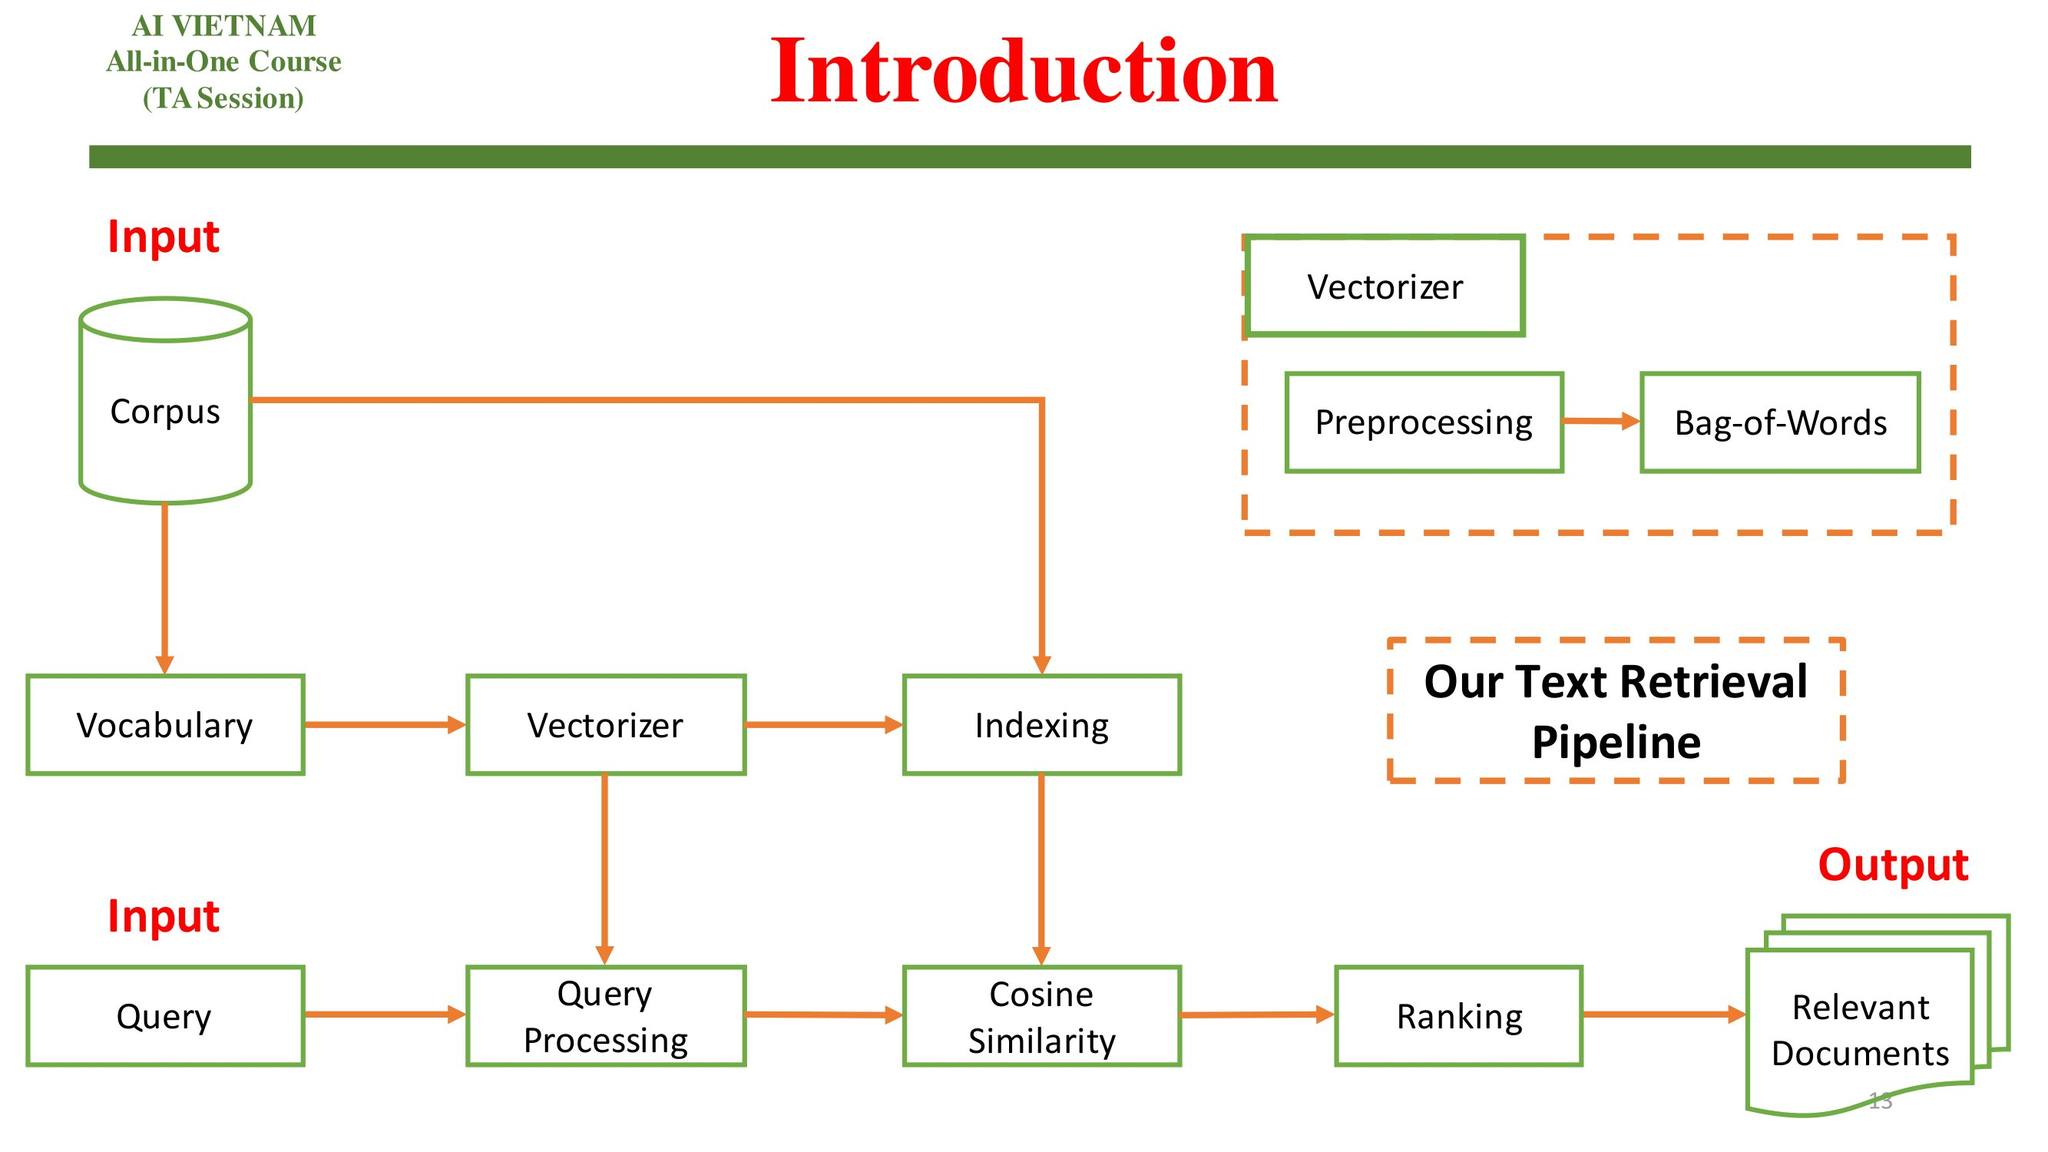 AI VIETNAM
All-in-One Course
(TA Session)
Introduction
Input
Corpus
Vectorizer
Preprocessing
Bag-of-Words
Vocabulary
Vectorizer
Indexing
Our Text Retrieval
Pipeline
Input
Output
Query
Query
Processing
Cosine
Similarity
Ranking
Relevant
Documents
13